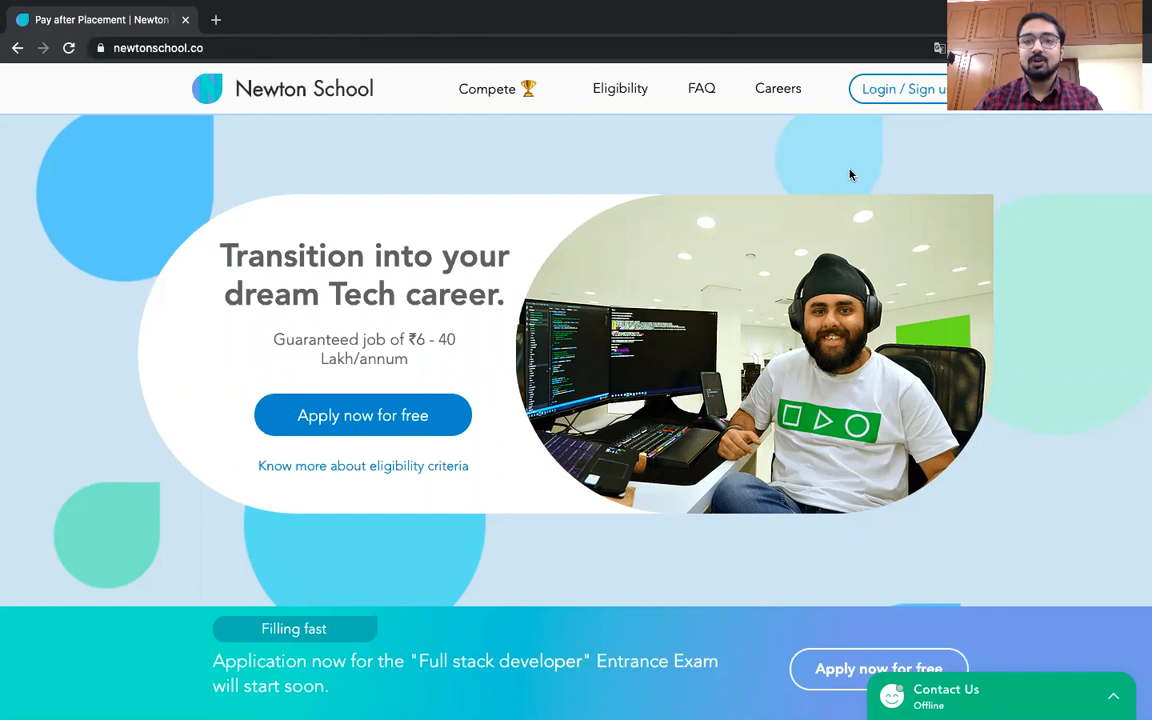 Pay after Placement | Newton
newtonschool.co
Newton School
Compete
Eligibility
FAQ
Careers
Login / Sign u
Transition into your
dream Tech career.
Guaranteed job of ₹6 - 40
Lakh/annum
Apply now for free
Know more about eligibility criteria
Filling fast
Application now for the "Full stack developer" Entrance Exam
will start soon.
Apply now for free
Contact Us
Offline